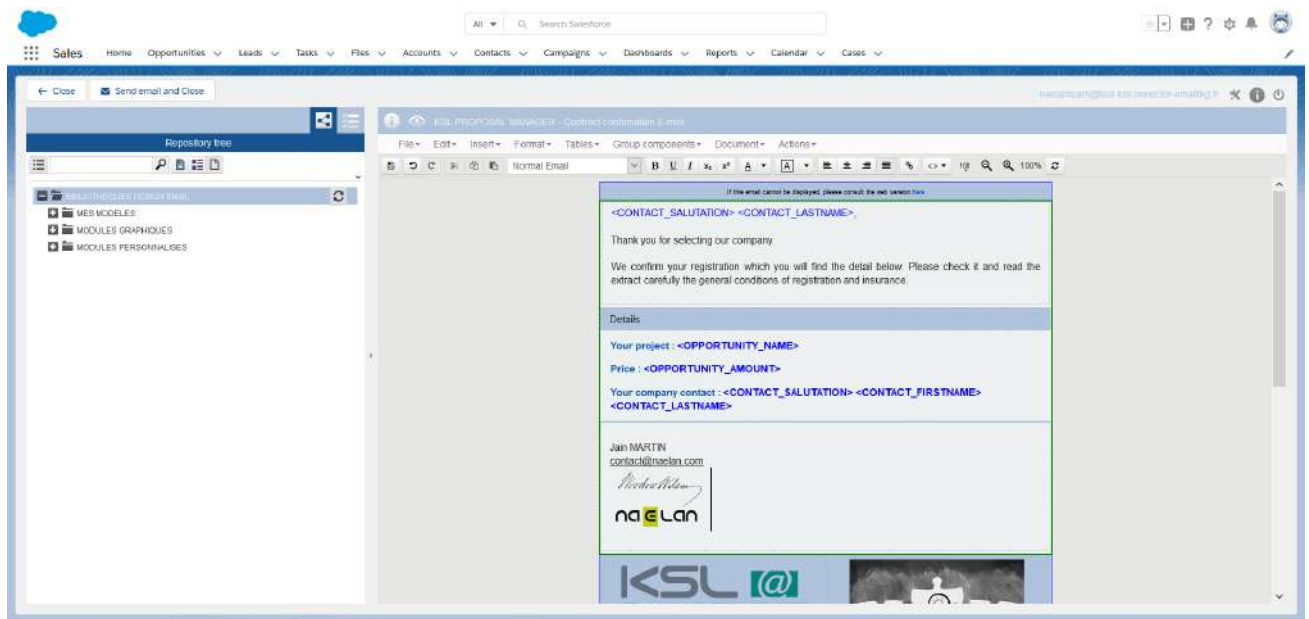 All
Search Salesforce
Sales
Home Opportunities Leads Tasks Files Accounts Contacts Campaigns Dashboards Reports Calendar Cases
Close Send email and Close
KSL PROPOSAL MANAGER - Contract confirmation E-mail
Repository tree
File Edit Insert Format Tables Group components Document Actions
Normal Email
B U I x₂ x² A A 100%
MES MODELES
MODULES GRAPHIQUES
MODULES PERSONNALISES
If this email cannot be displayed, please consult the web version here
<CONTACT_SALUTATION> <CONTACT_LASTNAME>,
Thank you for selecting our company
We confirm your registration which you will find the detail below. Please check it and read the
extract carefully the general conditions of registration and insurance.
Details
Your project : <OPPORTUNITY_NAME>
Price : <OPPORTUNITY_AMOUNT>
Your company contact : <CONTACT_SALUTATION> <CONTACT_FIRSTNAME>
<CONTACT_LASTNAME>
Jain MARTIN
contact@naelan.com
naelan
KSL @